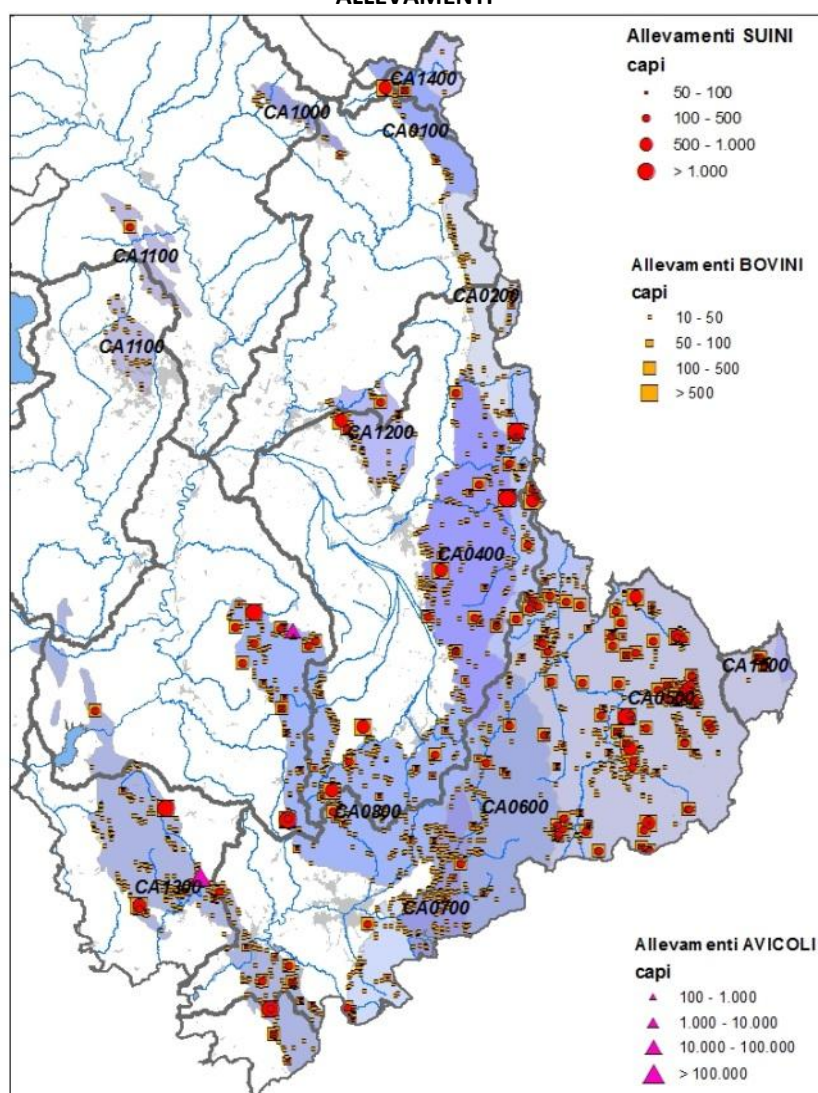 ALLEVAMENTI
Allevamenti SUINI
capi
50 - 100
100 - 500
500 - 1.000
> 1.000
CA1400
CA1000
CA0100
CA1100
CA0200
Allevamenti BOVINI
capi
10 - 50
50 - 100
100 - 500
> 500
CA1100
CA1200
CA0400
CA1500
CA0500
CA0800
CA0600
CA1300
CA0700
Allevamenti AVICOLI
capi
100 - 1.000
1.000 - 10.000
10.000 - 100.000
> 100.000